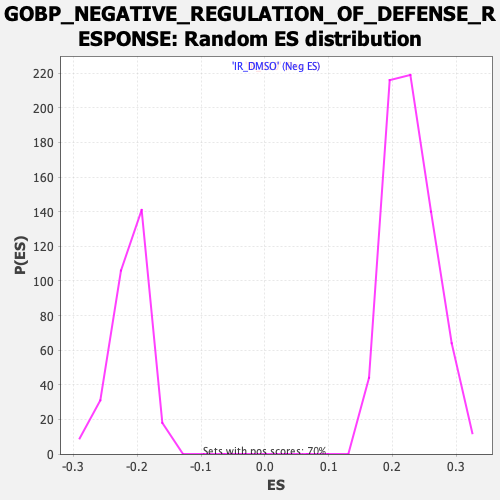 GOBP_NEGATIVE_REGULATION_OF_DEFENSE_R
ESPONSE: Random ES distribution
'IR_DMSO' (Neg ES)
220
200
180
160
140
120
100
80
60
40
20
0
P(ES)
Sets with pos scores: 70%
-0.3 -0.2 -0.1 0.0 0.1 0.2 0.3
ES